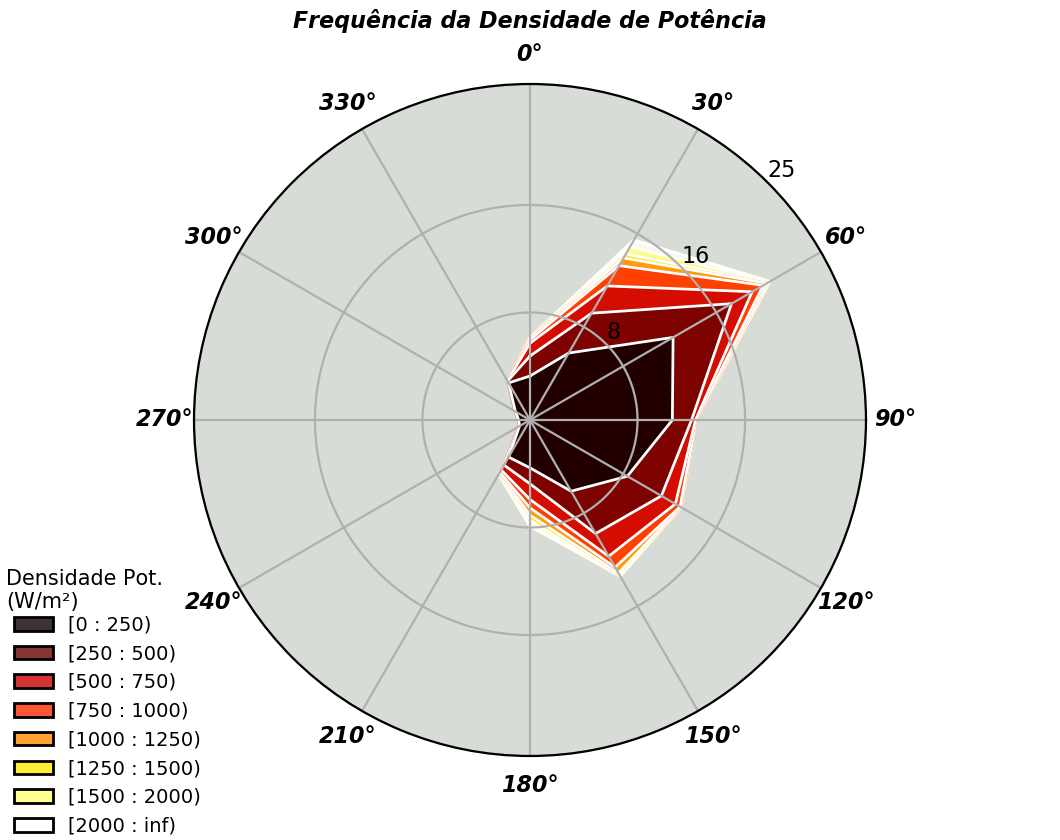 Frequência da Densidade de Potência
0°
330°
30°
25
300°
60°
16
8
270°
90°
Densidade Pot.
(W/m²)
240°
120°
[0 : 250)
[250 : 500)
[500 : 750)
[750 : 1000)
[1000 : 1250)
[1250 : 1500)
[1500 : 2000)
[2000 : inf)
210°
150°
180°